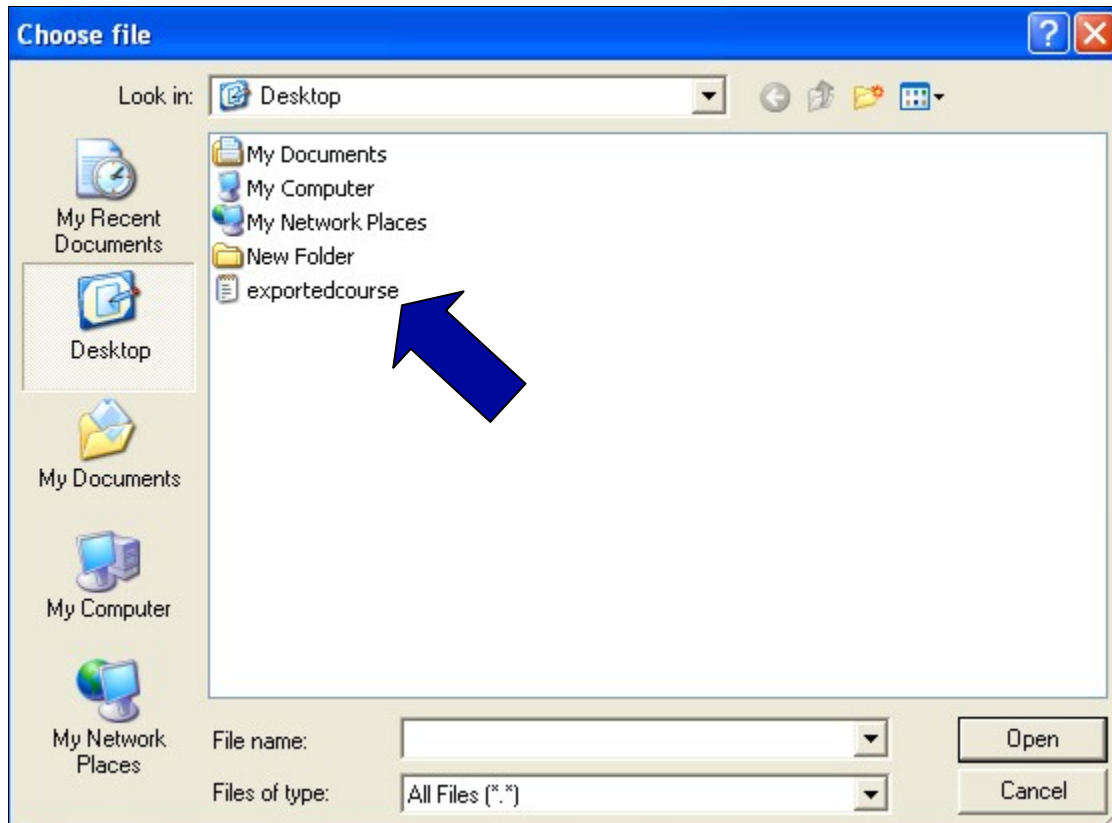 Choose file
?
Look in:
Desktop
My Recent
Documents
Desktop
My Documents
My Computer
My Network
Places
My Documents
My Computer
My Network Places
New Folder
exportedcourse
File name:
Open
Files of type:
All Files (*.*)
Cancel